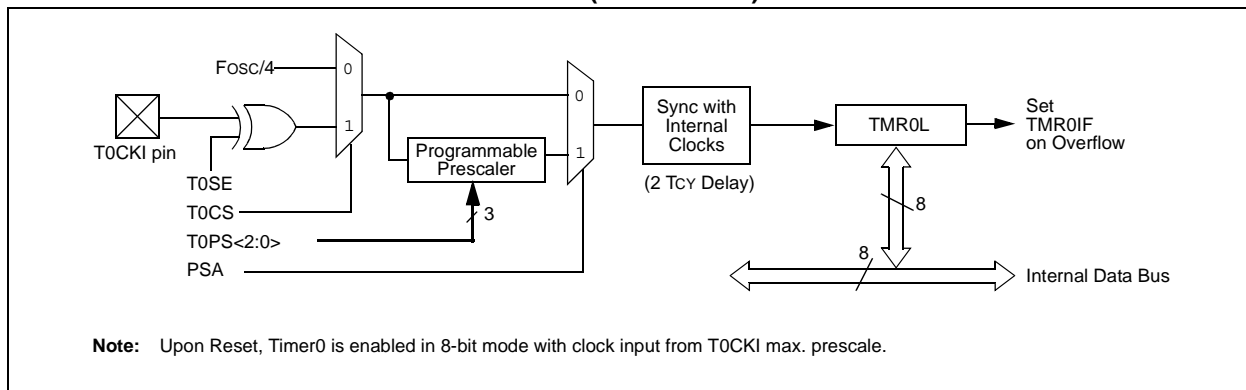 FOSC/4
T0CKI pin
T0SE
T0CS
T0PS<2:0>
PSA
0
1
Programmable
Prescaler
3
0
1
Sync with
Internal
Clocks
(2 TCY Delay)
TMR0L
Set
TMR0IF
on Overflow
8
8
Internal Data Bus
Note: Upon Reset, Timer0 is enabled in 8-bit mode with clock input from T0CKI max. prescale.